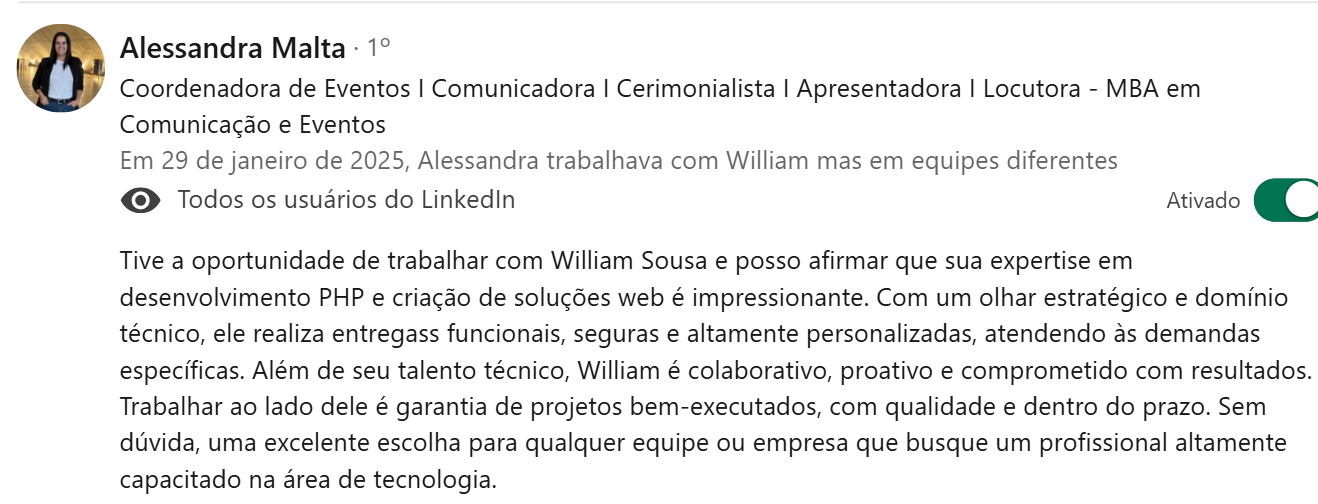 Alessandra Malta · 1º
Coordenadora de Eventos l Comunicadora l Cerimonialista l Apresentadora l Locutora - MBA em
Comunicação e Eventos
Em 29 de janeiro de 2025, Alessandra trabalhava com William mas em equipes diferentes
Todos os usuários do LinkedIn
Ativado
Tive a oportunidade de trabalhar com William Sousa e posso afirmar que sua expertise em
desenvolvimento PHP e criação de soluções web é impressionante. Com um olhar estratégico e domínio
técnico, ele realiza entregass funcionais, seguras e altamente personalizadas, atendendo às demandas
específicas. Além de seu talento técnico, William é colaborativo, proativo e comprometido com resultados.
Trabalhar ao lado dele é garantia de projetos bem-executados, com qualidade e dentro do prazo. Sem
dúvida, uma excelente escolha para qualquer equipe ou empresa que busque um profissional altamente
capacitado na área de tecnologia.